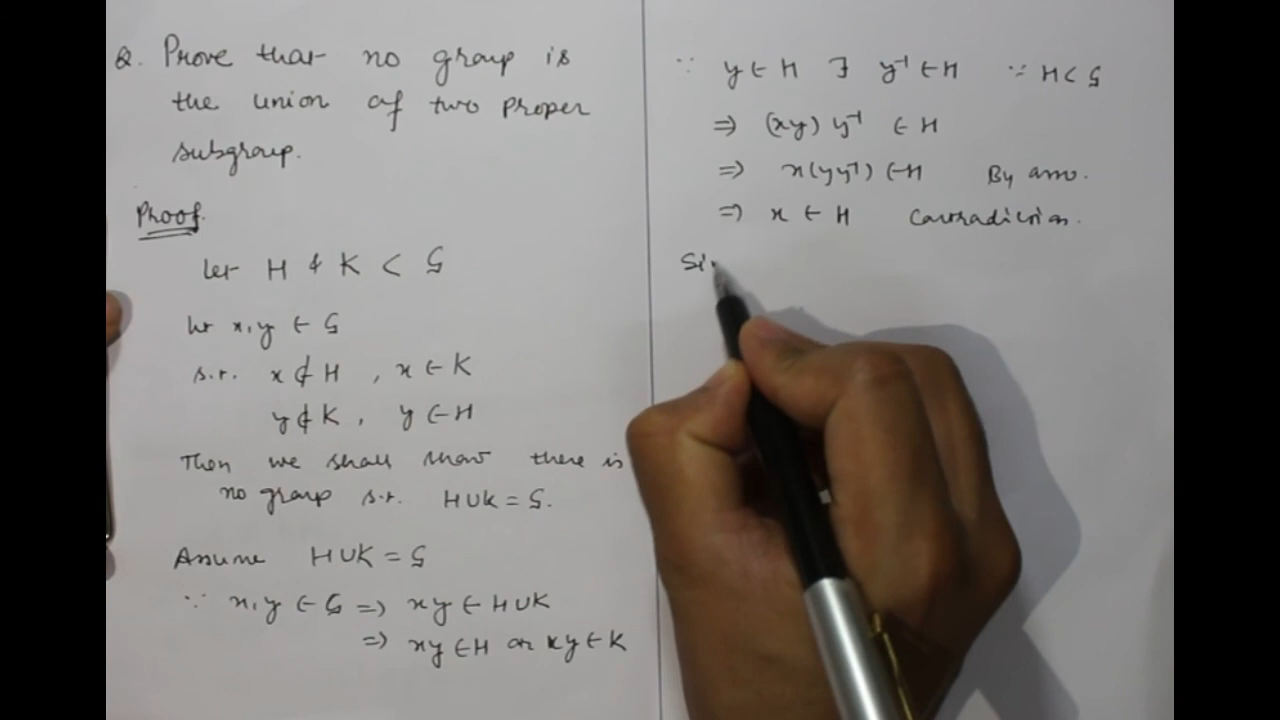 Q. Prove that no group is
the union of two proper
subgroup.
Proof.
Let H & K < G
let x,y ∈ G
s.t. x ∉ H , x ∈ K
y ∉ K , y ∈ H
Then we shall show there is
no group s.t. H∪K = G.
Assume H∪K = G
∵ x,y ∈ G ⇒ xy ∈ H∪K
⇒ xy ∈ H or xy ∈ K
∵ y ∈ H ∃ y⁻¹ ∈ H ∵ H < G
⇒ (xy) y⁻¹ ∈ H
⇒ x(yy⁻¹) ∈ H By asso.
⇒ x ∈ H Contradiction.
Si